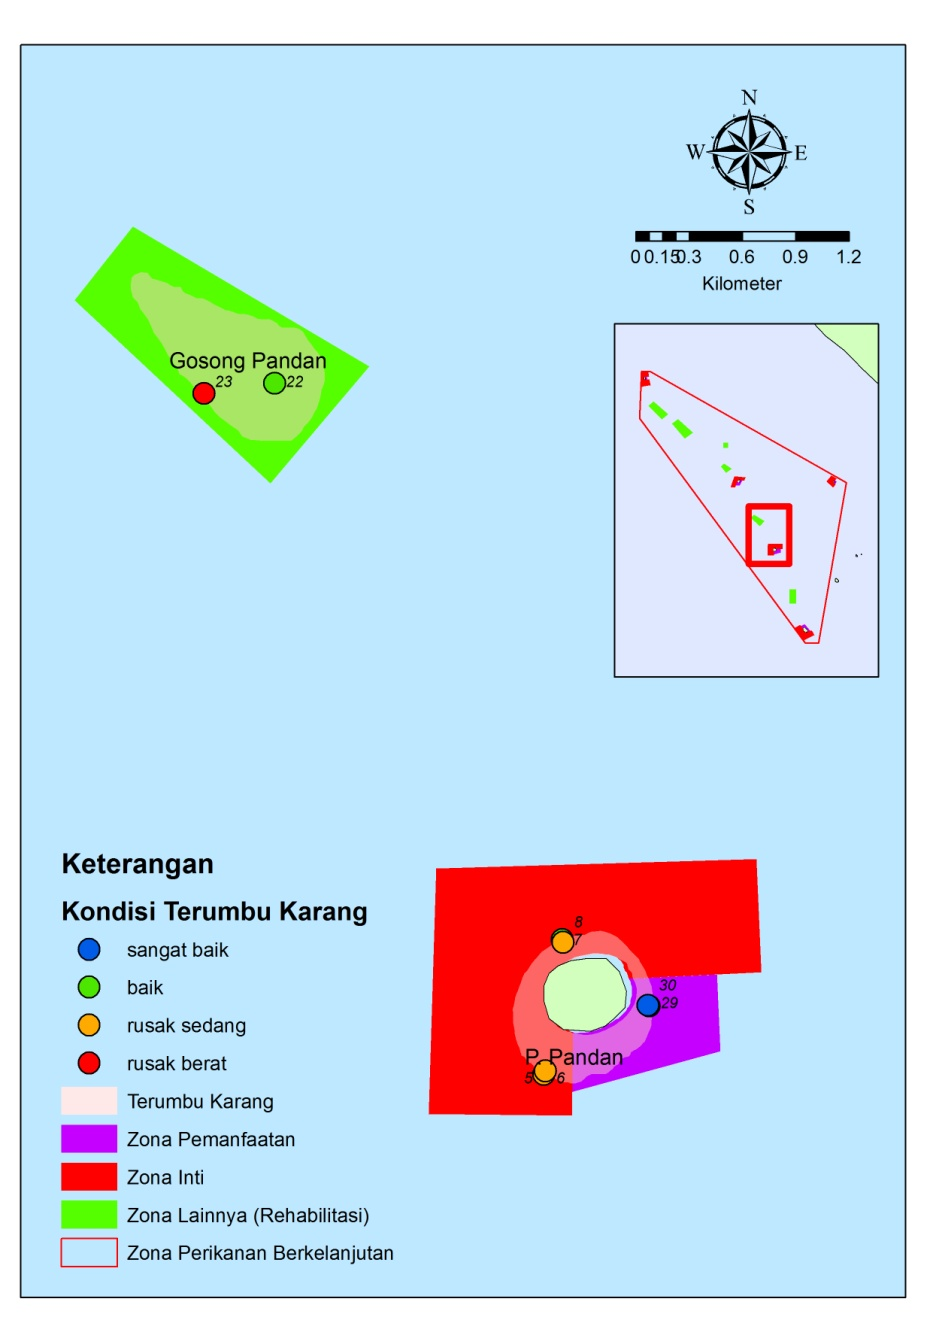 N
W E
S
0 0.15 0.3 0.6 0.9 1.2
Kilometer
Gosong Pandan
23 22
Keterangan
Kondisi Terumbu Karang
sangat baik
baik
rusak sedang
rusak berat
Terumbu Karang
Zona Pemanfaatan
Zona Inti
Zona Lainnya (Rehabilitasi)
Zona Perikanan Berkelanjutan
8
7
30
29
P. Pandan
5 6